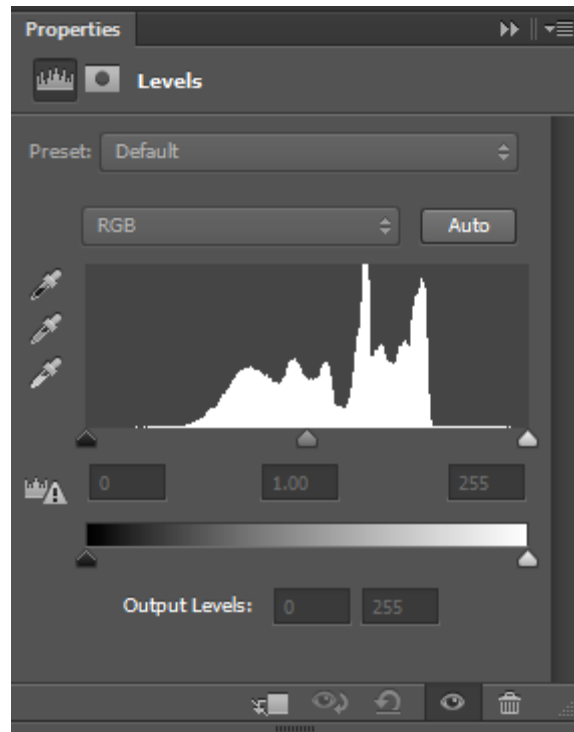 Properties
Levels
Preset: Default
RGB Auto
0 1.00 255
Output Levels: 0 255